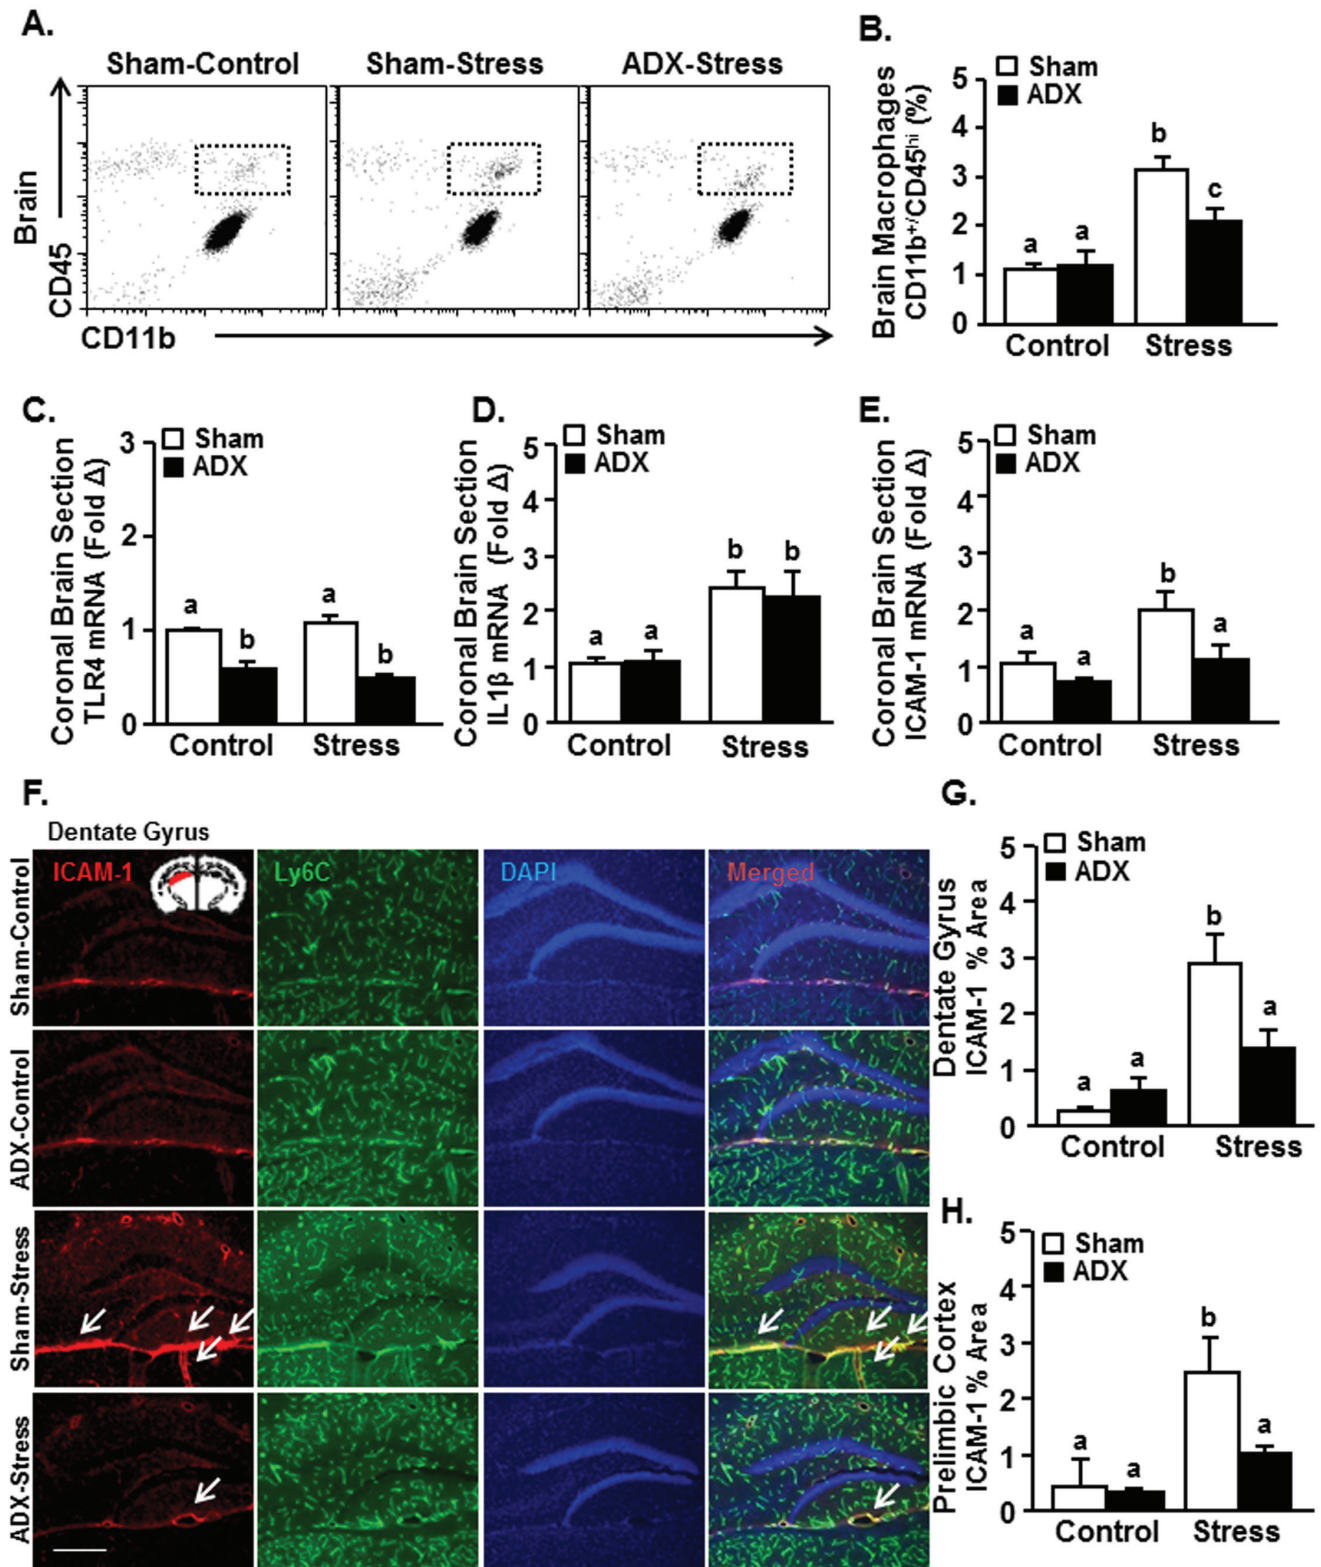 A.
Sham-Control
Sham-Stress
ADX-Stress
Brain
CD45
CD11b
B.
Sham
ADX
Brain Macrophages
CD11b+/CD45hi (%)
5
4
3
2
1
0
a
a
b
c
Control
Stress
C.
Sham
ADX
Coronal Brain Section
TLR4 mRNA (Fold Δ)
3
2
1
0
a
b
a
b
Control
Stress
D.
Sham
ADX
Coronal Brain Section
IL1β mRNA (Fold Δ)
5
4
3
2
1
0
a
a
b
b
Control
Stress
E.
Sham
ADX
Coronal Brain Section
ICAM-1 mRNA (Fold Δ)
5
4
3
2
1
0
a
a
b
a
Control
Stress
F.
Dentate Gyrus
ICAM-1
Ly6C
DAPI
Merged
Sham-Control
ADX-Control
Sham-Stress
ADX-Stress
G.
Sham
ADX
Dentate Gyrus
ICAM-1 % Area
5
4
3
2
1
0
a
a
b
a
Control
Stress
H.
Sham
ADX
Prelimbic Cortex
ICAM-1 % Area
5
4
3
2
1
0
a
a
b
a
Control
Stress